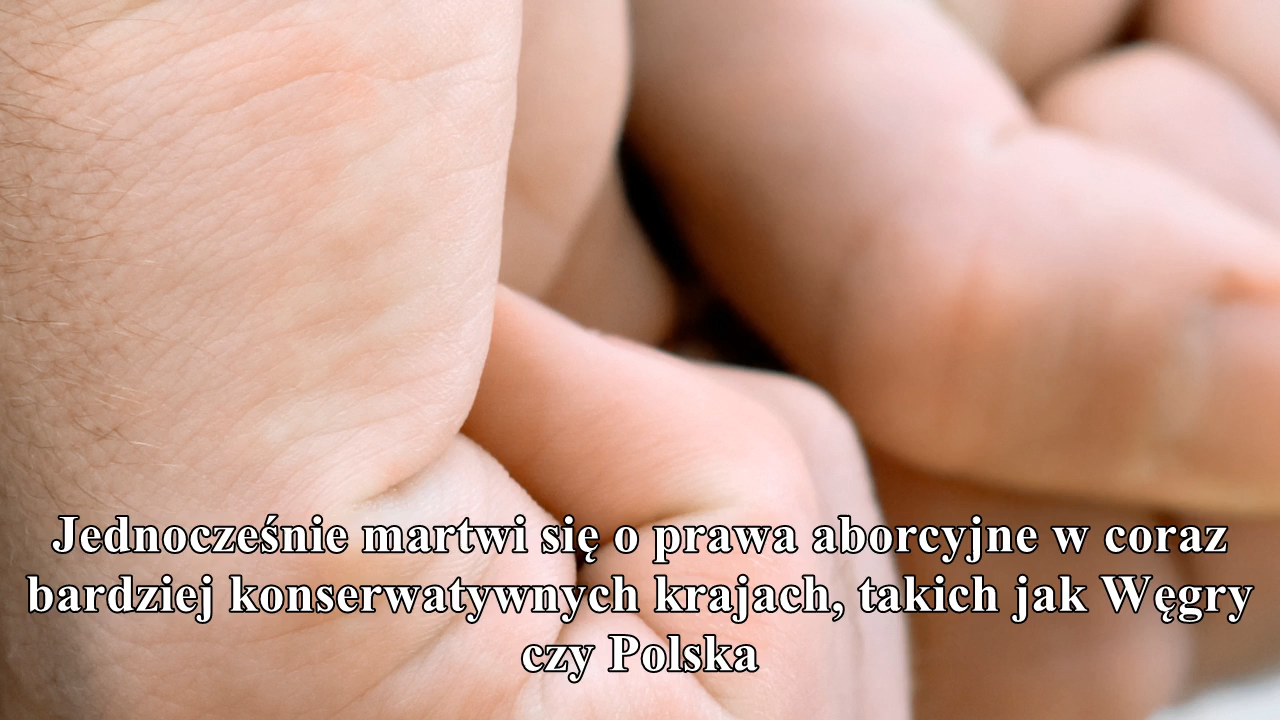 Jednocześnie martwi się o prawa aborcyjne w coraz
bardziej konserwatywnych krajach, takich jak Węgry
czy Polska